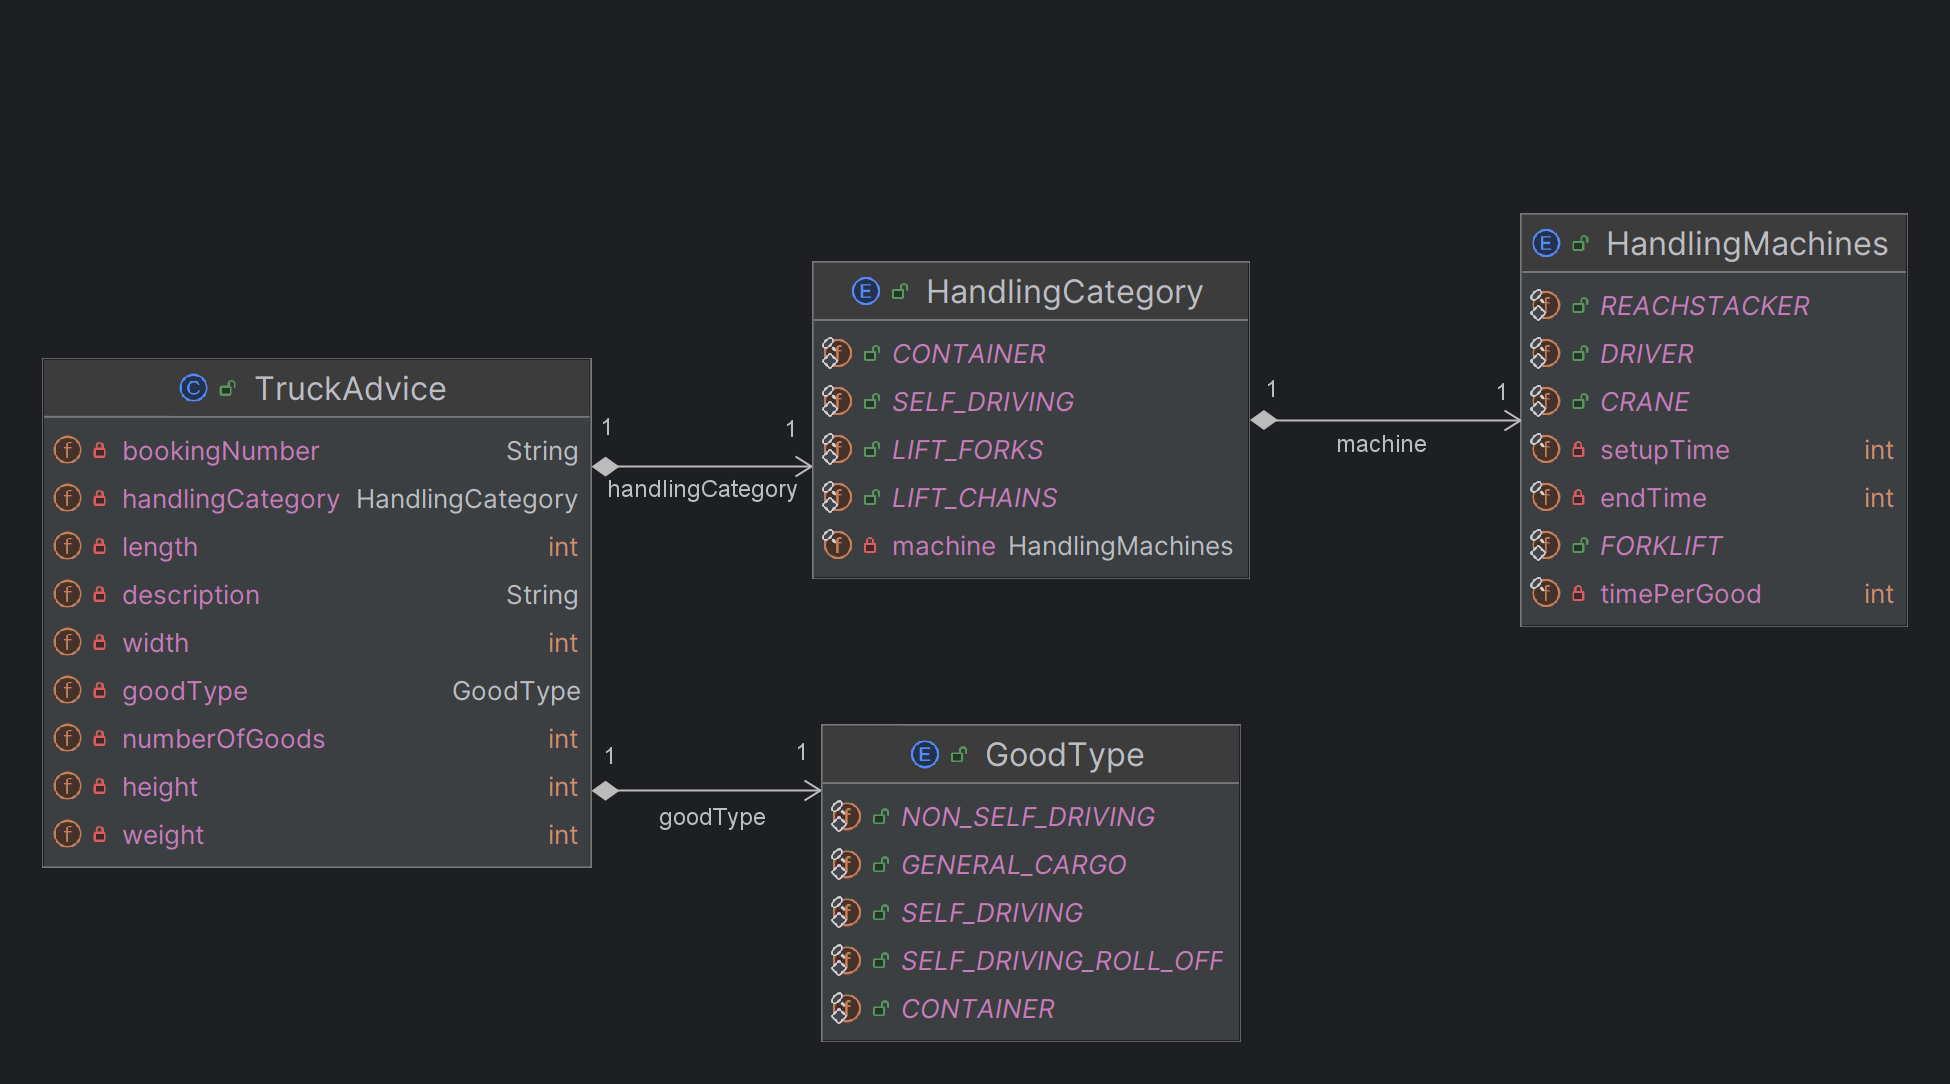 TruckAdvice
bookingNumber String
handlingCategory HandlingCategory
length int
description String
width int
goodType GoodType
numberOfGoods int
height int
weight int
1 1
handlingCategory
1 1
goodType
HandlingCategory
CONTAINER
SELF_DRIVING
LIFT_FORKS
LIFT_CHAINS
machine HandlingMachines
1 1
machine
GoodType
NON_SELF_DRIVING
GENERAL_CARGO
SELF_DRIVING
SELF_DRIVING_ROLL_OFF
CONTAINER
HandlingMachines
REACHSTACKER
DRIVER
CRANE
setupTime int
endTime int
FORKLIFT
timePerGood int